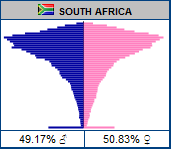 SOUTH AFRICA
49.17% ♂ 50.83% ♀